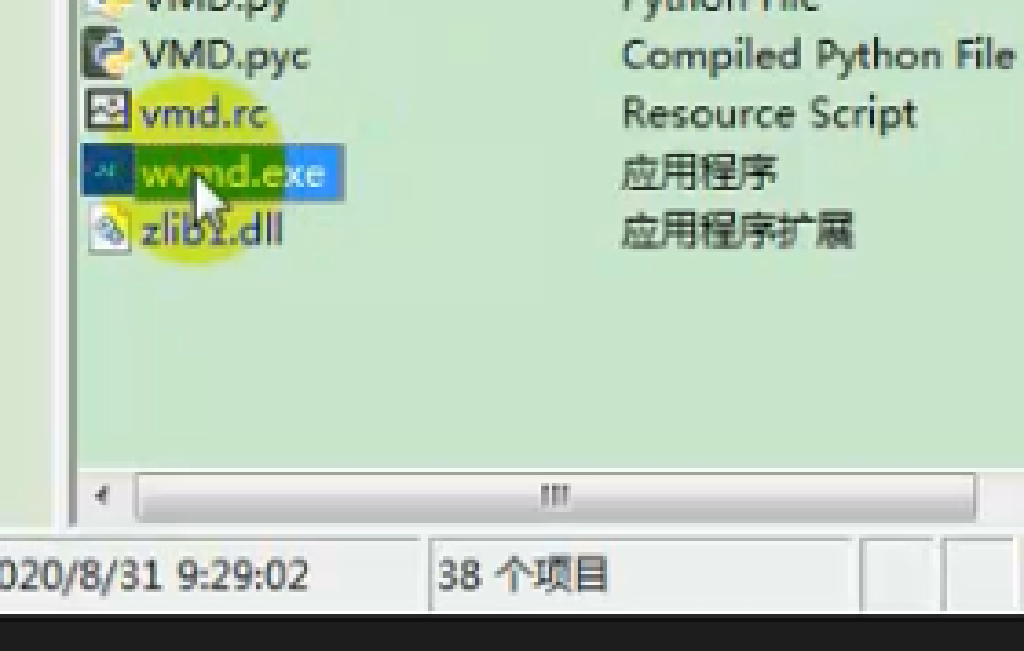 VMD.py Python File
VMD.pyc Compiled Python File
vmd.rc Resource Script
wvmd.exe 应用程序
zlib1.dll 应用程序扩展
020/8/31 9:29:02 38 个项目